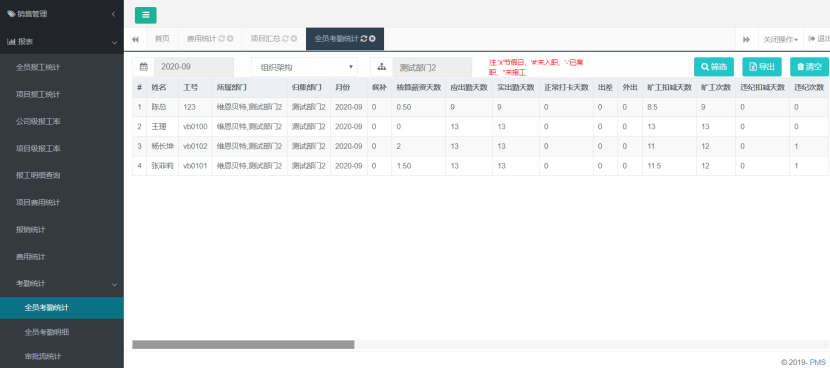 销售管理
报表
全员报工统计
项目报工统计
公司级报工率
项目级报工率
报工明细查询
项目费用统计
报销统计
费用统计
考勤统计
全员考勤统计
全员考勤明细
审批流统计
首页 费用统计 项目汇总 全员考勤统计 关闭操作 退出
2020-09 组织架构 测试部门2 筛选 导出 清空
注:'x'节假日、'#'未入职、'-'已离
职、''未报工
# 姓名 工号 所属部门 归集部门 月份 候补 核算薪资天数 应出勤天数 实出勤天数 正常打卡天数 出差 外出 旷工扣减天数 旷工次数 违纪扣减天数 违纪次数
1 陈总 123 维恩贝特,测试部门2 测试部门2 2020-09 0 0.50 9 9 0 0 0 8.5 9 0 0
2 王理 vb0100 维恩贝特,测试部门2 测试部门2 2020-09 0 0 13 13 0 0 0 13 13 0 0
3 杨长坤 vb0102 维恩贝特,测试部门2 测试部门2 2020-09 0 2 13 13 0 0 0 11 12 0 1
4 张菲莉 vb0101 维恩贝特,测试部门2 测试部门2 2020-09 0 1.50 13 13 0 0 0 11.5 12 0 1
© 2019- PMS